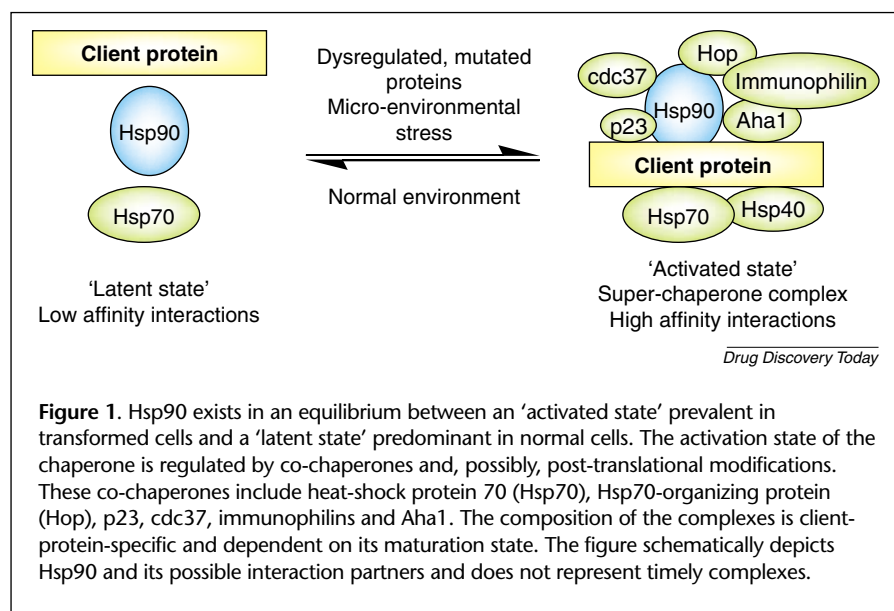 Client protein
Hsp90
Hsp70
'Latent state'
Low affinity interactions
Dysregulated, mutated
proteins
Micro-environmental
stress
Normal environment
Hop
cdc37
Immunophilin
Hsp90
p23
Aha1
Client protein
Hsp70
Hsp40
'Activated state'
Super-chaperone complex
High affinity interactions
Drug Discovery Today
Figure 1. Hsp90 exists in an equilibrium between an 'activated state' prevalent in
transformed cells and a 'latent state' predominant in normal cells. The activation state of the
chaperone is regulated by co-chaperones and, possibly, post-translational modifications.
These co-chaperones include heat-shock protein 70 (Hsp70), Hsp70-organizing protein
(Hop), p23, cdc37, immunophilins and Aha1. The composition of the complexes is client-
protein-specific and dependent on its maturation state. The figure schematically depicts
Hsp90 and its possible interaction partners and does not represent timely complexes.